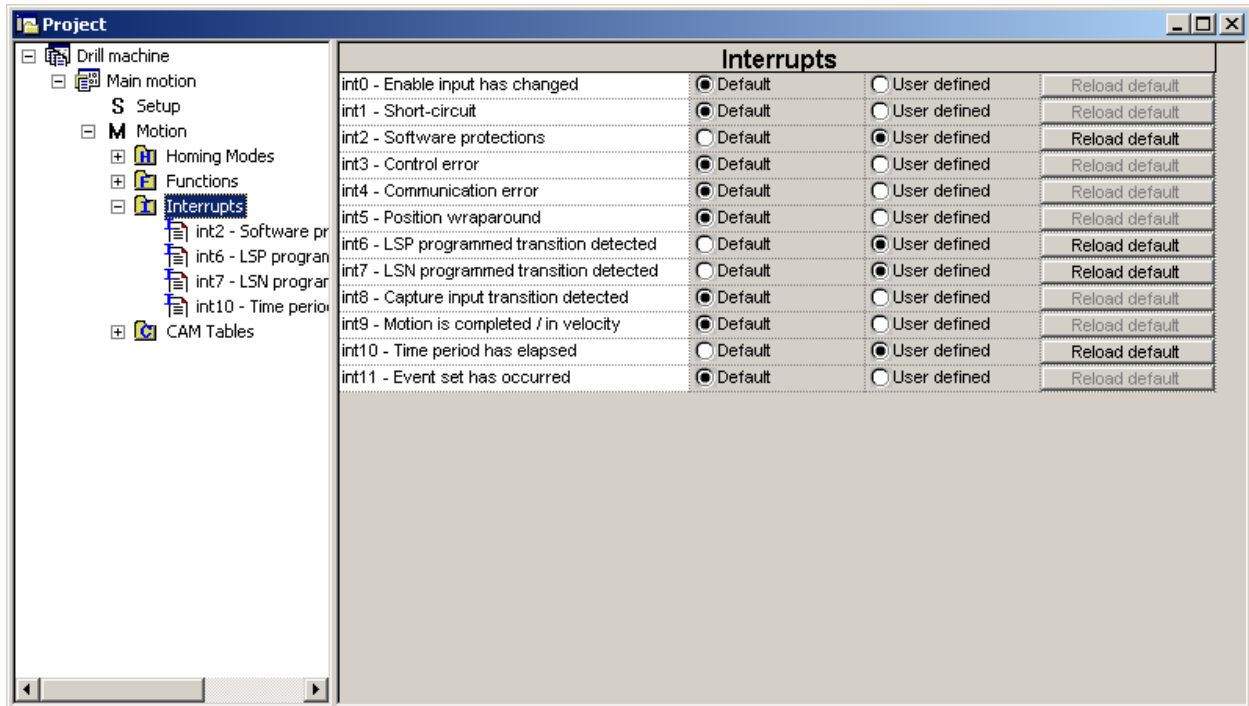 Project
Drill machine
Main motion
S Setup
M Motion
H Homing Modes
F Functions
I Interrupts
int2 - Software pr
int6 - LSP program
int7 - LSN program
int10 - Time perio
C CAM Tables
Interrupts
int0 - Enable input has changed Default User defined Reload default
int1 - Short-circuit Default User defined Reload default
int2 - Software protections Default User defined Reload default
int3 - Control error Default User defined Reload default
int4 - Communication error Default User defined Reload default
int5 - Position wraparound Default User defined Reload default
int6 - LSP programmed transition detected Default User defined Reload default
int7 - LSN programmed transition detected Default User defined Reload default
int8 - Capture input transition detected Default User defined Reload default
int9 - Motion is completed / in velocity Default User defined Reload default
int10 - Time period has elapsed Default User defined Reload default
int11 - Event set has occurred Default User defined Reload default